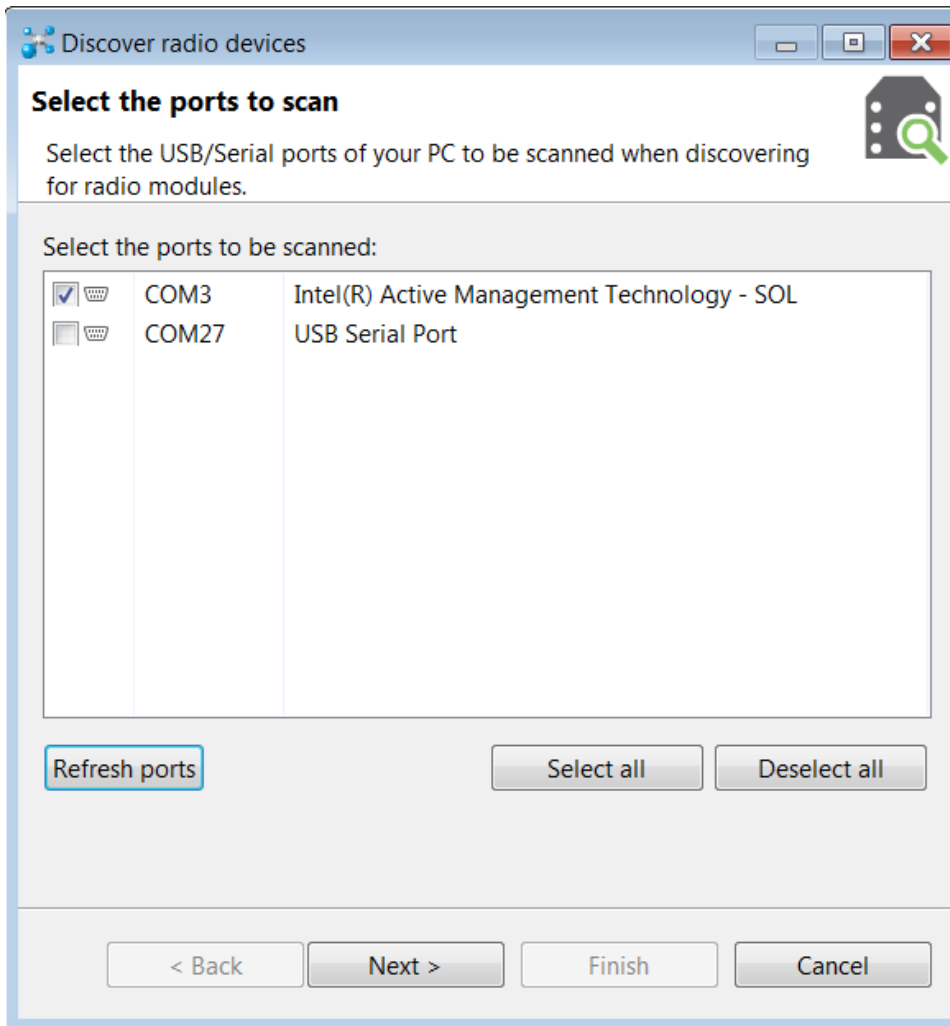 Discover radio devices
Select the ports to scan
Select the USB/Serial ports of your PC to be scanned when discovering
for radio modules.
Select the ports to be scanned:
COM3 Intel(R) Active Management Technology - SOL
COM27 USB Serial Port
Refresh ports Select all Deselect all
< Back Next > Finish Cancel